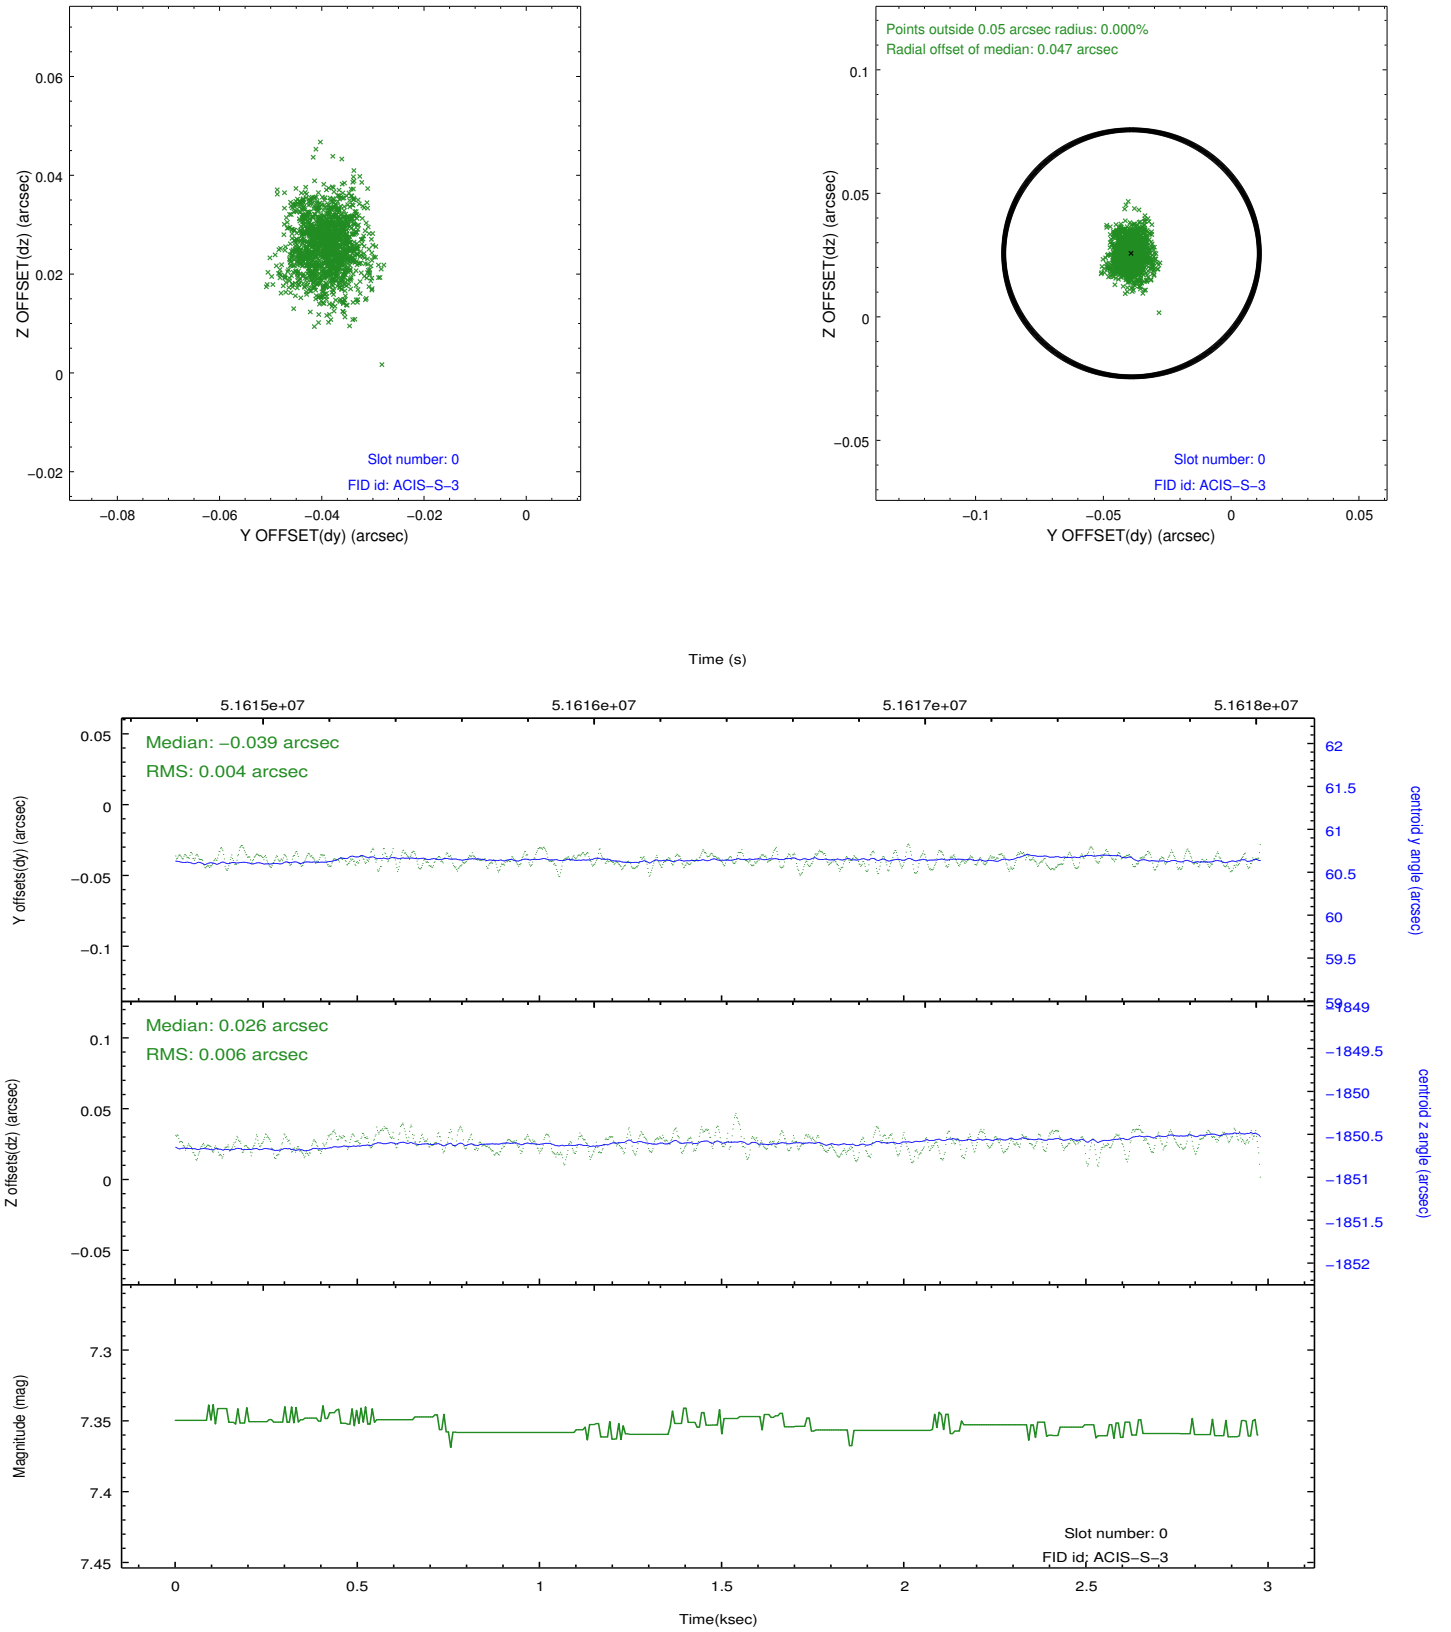 0.06
0.04
0.02
0
−0.02
Z OFFSET(dz) (arcsec)
Slot number: 0
FID id: ACIS−S−3
−0.08
−0.06
−0.04
−0.02
0
Y OFFSET(dy) (arcsec)
Points outside 0.05 arcsec radius: 0.000%
Radial offset of median: 0.047 arcsec
0.1
0.05
0
−0.05
Z OFFSET(dz) (arcsec)
Slot number: 0
FID id: ACIS−S−3
−0.1
−0.05
0
0.05
Y OFFSET(dy) (arcsec)
Time (s)
5.1615e+07
5.1616e+07
5.1617e+07
5.1618e+07
Median: −0.039 arcsec
RMS: 0.004 arcsec
0.05
0
−0.05
−0.1
Y offsets(dy) (arcsec)
62
61.5
61
60.5
60
59.5
59
centroid y angle (arcsec)
Median: 0.026 arcsec
RMS: 0.006 arcsec
0.1
0.05
0
−0.05
Z offsets(dz) (arcsec)
−1849
−1849.5
−1850
−1850.5
−1851
−1851.5
−1852
centroid z angle (arcsec)
7.3
7.35
7.4
7.45
Magnitude (mag)
Slot number: 0
FID id: ACIS−S−3
0
0.5
1
1.5
2
2.5
3
Time(ksec)